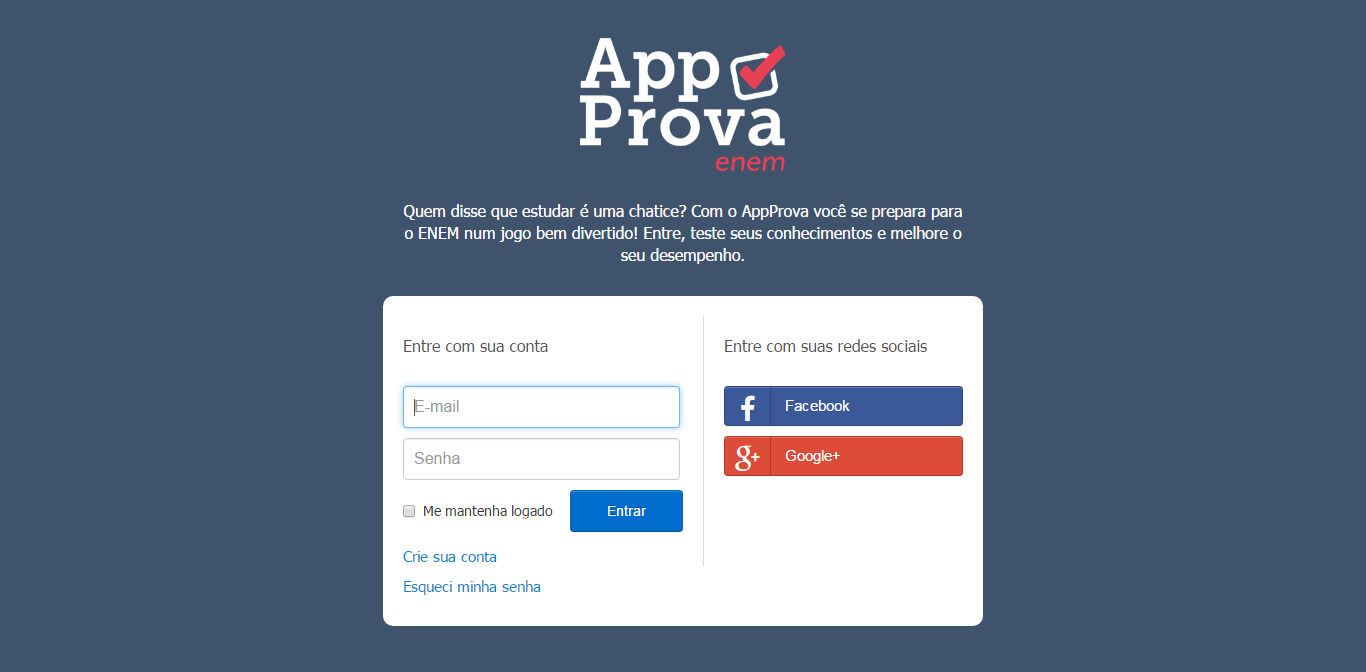 App
Prova
enem
Quem disse que estudar é uma chatice? Com o AppProva você se prepara para
o ENEM num jogo bem divertido! Entre, teste seus conhecimentos e melhore o
seu desempenho.
Entre com sua conta
E-mail
Senha
Me mantenha logado
Entrar
Crie sua conta
Esqueci minha senha
Entre com suas redes sociais
f
Facebook
g+
Google+